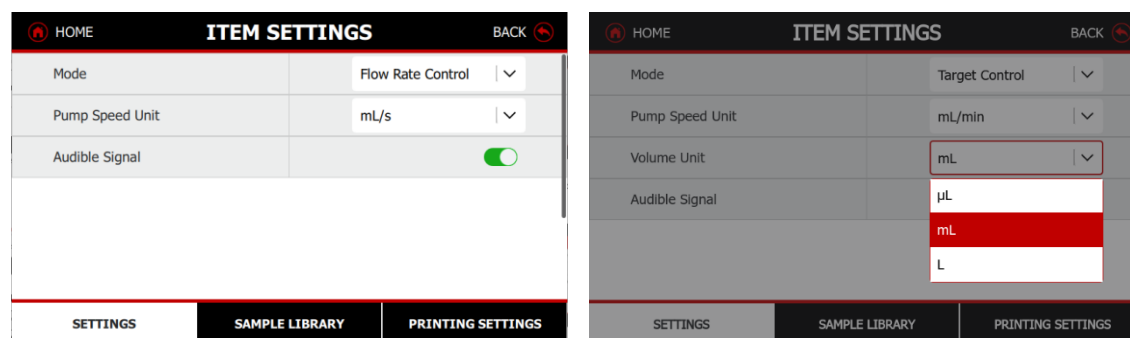 HOME ITEM SETTINGS BACK
Mode Flow Rate Control
Pump Speed Unit mL/s
Audible Signal
SETTINGS SAMPLE LIBRARY PRINTING SETTINGS
HOME ITEM SETTINGS BACK
Mode Target Control
Pump Speed Unit mL/min
Volume Unit mL
Audible Signal
µL
mL
L
SETTINGS SAMPLE LIBRARY PRINTING SETTINGS